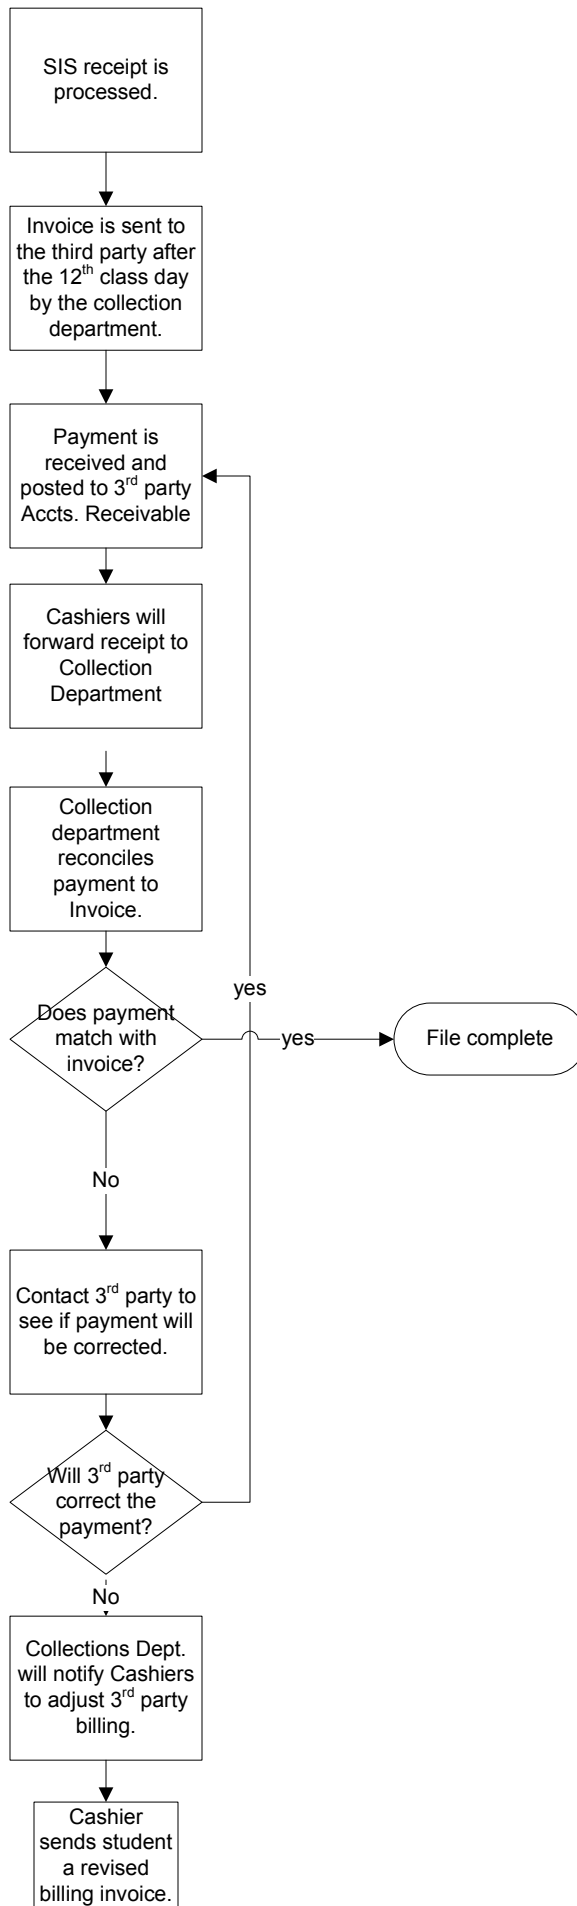 SIS receipt is
processed.
Invoice is sent to
the third party after
the 12th class day
by the collection
department.
Payment is
received and
posted to 3rd party
Accts. Receivable
Cashiers will
forward receipt to
Collection
Department
Collection
department
reconciles
payment to
Invoice.
yes
Does payment
match with
invoice?
yes
File complete
No
Contact 3rd party to
see if payment will
be corrected.
Will 3rd party
correct the
payment?
No
Collections Dept.
will notify Cashiers
to adjust 3rd party
billing.
Cashier
sends student
a revised
billing invoice.